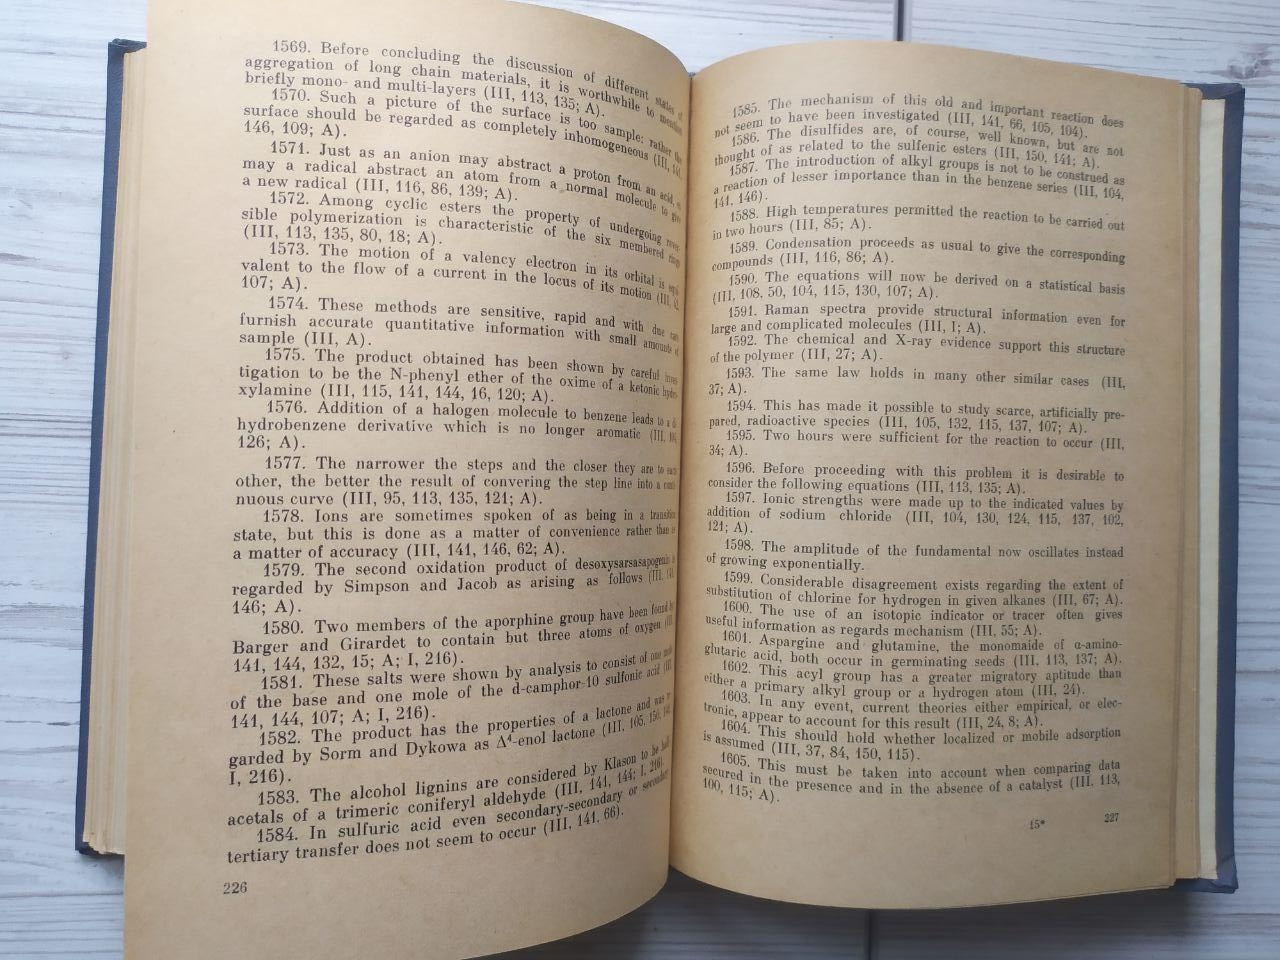 1569. Before concluding the discussion of different states of
aggregation of long chain materials, it is worthwhile to mention
briefly mono- and multi-layers (III, 113, 135; A).
1570. Such a picture of the surface is too sample; rather the
surface should be regarded as completely inhomogeneous (III,
146, 109; A).
1571. Just as an anion may abstract a proton from an acid, so
may a radical abstract an atom from a normal molecule to give
a new radical (III, 116, 86, 139; A).
1572. Among cyclic esters the property of undergoing rever-
sible polymerization is characteristic of the six membered rings
(III, 113, 135, 80, 18; A).
1573. The motion of a valency electron in its orbital is equi-
valent to the flow of a current in the locus of its motion (III,
107; A).
1574. These methods are sensitive, rapid and with due care
furnish accurate quantitative information with small amounts of
sample (III, A).
1575. The product obtained has been shown by careful inves-
tigation to be the N-phenyl ether of the oxime of a ketonic hydro-
xylamine (III, 115, 141, 144, 16, 120; A).
1576. Addition of a halogen molecule to benzene leads to a di-
hydrobenzene derivative which is no longer aromatic (III,
126; A).
1577. The narrower the steps and the closer they are to each
other, the better the result of convering the step line into a conti-
nuous curve (III, 95, 113, 135, 121; A).
1578. Ions are sometimes spoken of as being in a transition
state, but this is done as a matter of convenience rather than as
a matter of accuracy (III, 141, 146, 62; A).
1579. The second oxidation product of desoxysarsasapogenin is
regarded by Simpson and Jacob as arising as follows (III, 141,
146; A).
1580. Two members of the aporphine group have been found by
Barger and Girardet to contain but three atoms of oxygen (III,
141, 144, 132, 15; A; I, 216).
1581. These salts were shown by analysis to consist of one mole
of the base and one mole of the d-camphor-10 sulfonic acid (III,
141, 144, 107; A; I, 216).
1582. The product has the properties of a lactone and was re-
garded by Sorm and Dykowa as Δ⁴-enol lactone (III, 105, 150, 141,
I, 216).
1583. The alcohol lignins are considered by Klason to be half
acetals of a trimeric coniferyl aldehyde (III, 141, 144; I, 216).
1584. In sulfuric acid even secondary-secondary or secondary
tertiary transfer does not seem to occur (III, 141, 66).
226
1585. The mechanism of this old and important reaction does
not seem to have been investigated (III, 141, 66, 105, 104).
1586. The disulfides are, of course, well known, but are not
thought of as related to the sulfenic esters (III, 150, 141; A).
1587. The introduction of alkyl groups is not to be construed as
a reaction of lesser importance than in the benzene series (III, 104,
141, 146).
1588. High temperatures permitted the reaction to be carried out
in two hours (III, 85; A).
1589. Condensation proceeds as usual to give the corresponding
compounds (III, 116, 86; A).
1590. The equations will now be derived on a statistical basis
(III, 108, 50, 104, 115, 130, 107; A).
1591. Raman spectra provide structural information even for
large and complicated molecules (III, I; A).
1592. The chemical and X-ray evidence support this structure
of the polymer (III, 27; A).
1593. The same law holds in many other similar cases (III,
37; A).
1594. This has made it possible to study scarce, artificially pre-
pared, radioactive species (III, 105, 132, 115, 137, 107; A).
1595. Two hours were sufficient for the reaction to occur (III,
34; A).
1596. Before proceeding with this problem it is desirable to
consider the following equations (III, 113, 135; A).
1597. Ionic strengths were made up to the indicated values by
addition of sodium chloride (III, 104, 130, 124, 115, 137, 102,
121; A).
1598. The amplitude of the fundamental now oscillates instead
of growing exponentially.
1599. Considerable disagreement exists regarding the extent of
substitution of chlorine for hydrogen in given alkanes (III, 67; A).
1600. The use of an isotopic indicator or tracer often gives
useful information as regards mechanism (III, 55; A).
1601. Aspargine and glutamine, the monomaide of α-amino-
glutaric acid, both occur in germinating seeds (III, 113, 137; A).
1602. This acyl group has a greater migratory aptitude than
either a primary alkyl group or a hydrogen atom (III, 24).
1603. In any event, current theories either empirical, or elec-
tronic, appear to account for this result (III, 24, 8; A).
1604. This should hold whether localized or mobile adsorption
is assumed (III, 37, 84, 150, 115).
1605. This must be taken into account when comparing data
secured in the presence and in the absence of a catalyst (III, 113,
100, 115; A).
15*
227